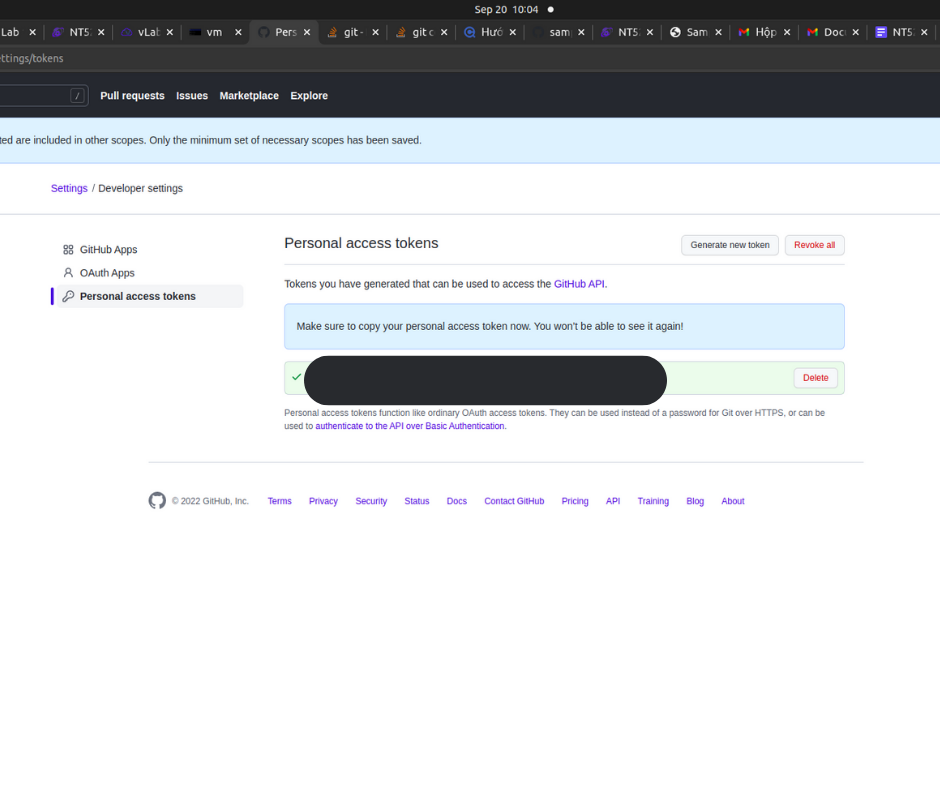 Sep 20 10:04
Lab
NT5
vLab
vm
Pers
git -
git c
Hướ
sam
NT5
Sam
Hộp
Doc
NT5
ttings/tokens
/
Pull requests Issues Marketplace Explore
ted are included in other scopes. Only the minimum set of necessary scopes has been saved.
Settings / Developer settings
GitHub Apps
OAuth Apps
Personal access tokens
Personal access tokens
Generate new token
Revoke all
Tokens you have generated that can be used to access the GitHub API.
Make sure to copy your personal access token now. You won't be able to see it again!
Delete
Personal access tokens function like ordinary OAuth access tokens. They can be used instead of a password for Git over HTTPS, or can be
used to authenticate to the API over Basic Authentication.
© 2022 GitHub, Inc. Terms Privacy Security Status Docs Contact GitHub Pricing API Training Blog About